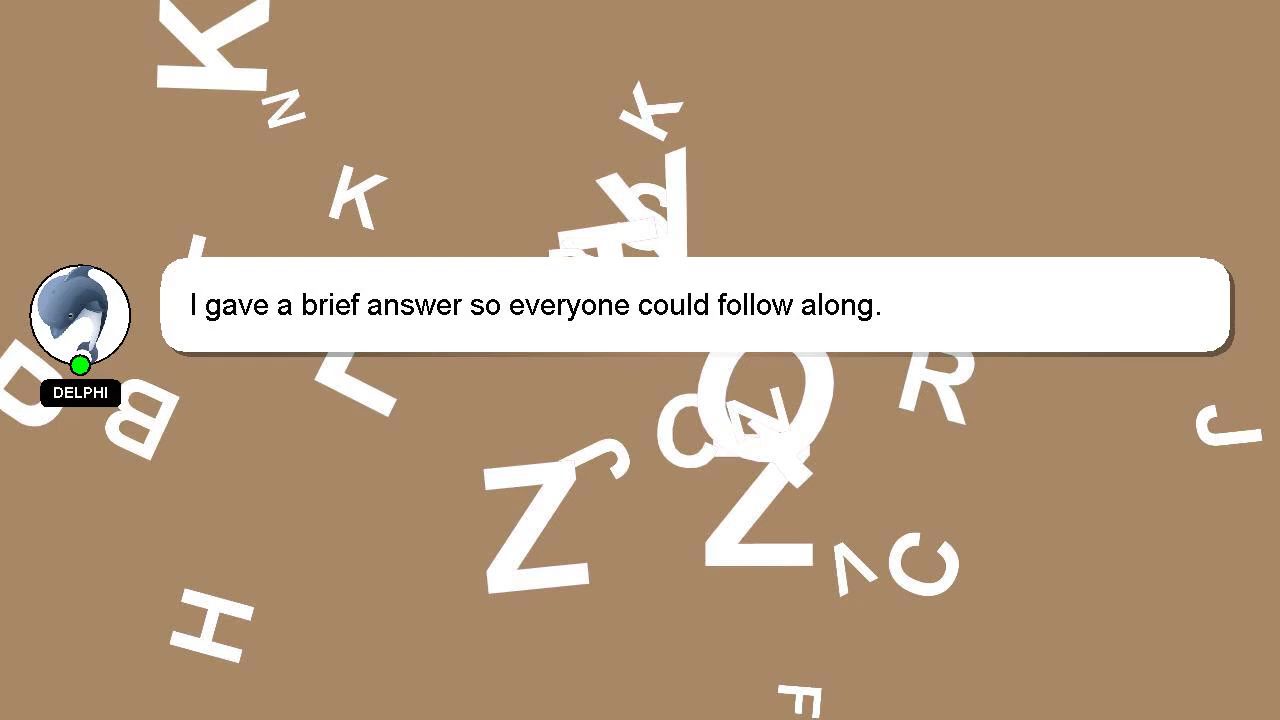 I gave a brief answer so everyone could follow along.
DELPHI
K
N
K
K
S
L
B
J
C
Q
N
R
J
Z
Z
V
C
H
F